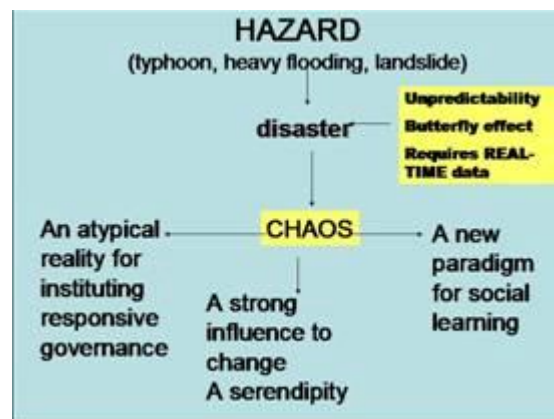 HAZARD
(typhoon, heavy flooding, landslide)
Unpredictability
Butterfly effect
Requires REAL-
TIME data
disaster
CHAOS
An atypical
reality for
instituting
responsive
governance
A strong
influence to
change
A serendipity
A new
paradigm
for social
learning